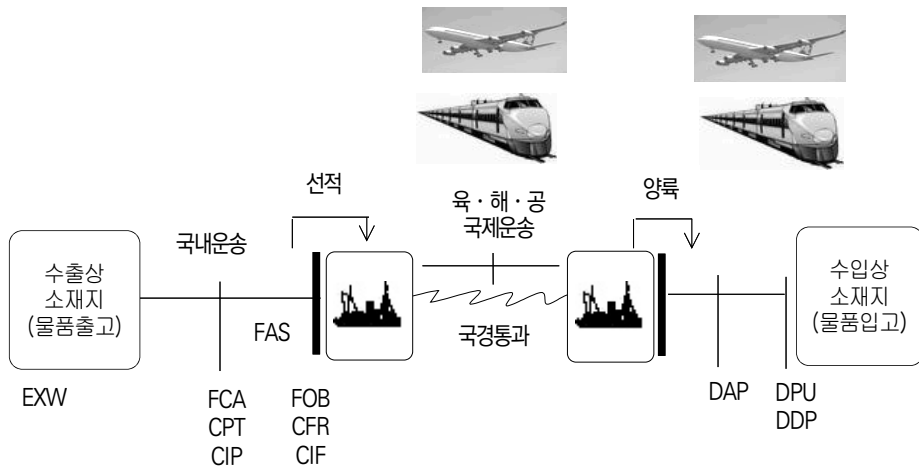 선적
육 · 해 · 공
국제운송
양륙
국내운송
수출상
소재지
(물품출고)
수입상
소재지
(물품입고)
FAS
국경통과
EXW
FCA
CPT
CIP
FOB
CFR
CIF
DAP
DPU
DDP